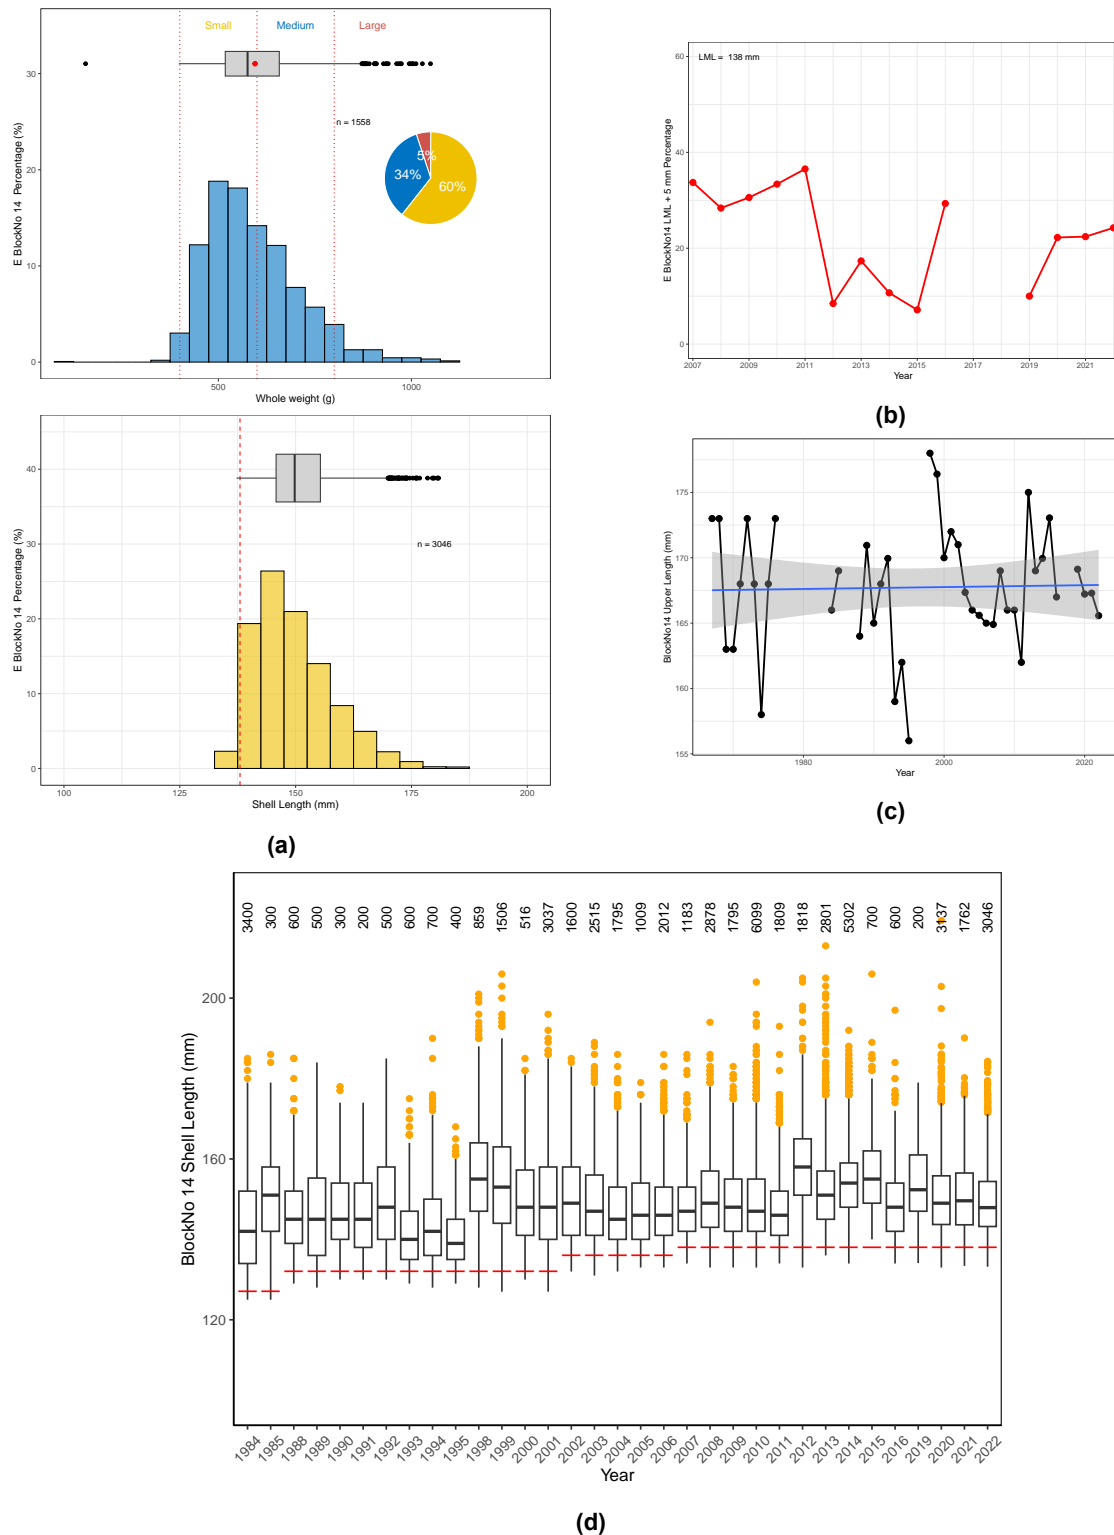 Small Medium Large
n = 1558
5%
34%
60%
30
20
10
0
E BlockNo 14 Percentage (%)
500 1000
Whole weight (g)
n = 3046
40
30
20
10
0
E BlockNo 14 Percentage (%)
100 125 150 175 200
Shell Length (mm)
(a)
LML = 138 mm
60
40
20
0
E BlockNo14 LML + 5 mm Percentage
2007 2009 2011 2013 2015 2017 2019 2021
Year
(b)
175
170
165
160
155
BlockNo14 Upper Length (mm)
1980 2000 2020
Year
(c)
3400 300 600 500 300 200 500 600 700 400 859 1506 516 3037 1600 2515 1795 1009 2012 1183 2878 1795 6099 1809 1818 2801 5302 700 600 200 3137 1762 3046
200
160
120
BlockNo 14 Shell Length (mm)
1984 1985 1988 1989 1990 1991 1992 1993 1994 1995 1998 1999 2000 2001 2002 2003 2004 2005 2006 2007 2008 2009 2010 2011 2012 2013 2014 2015 2016 2019 2020 2021 2022
Year
(d)